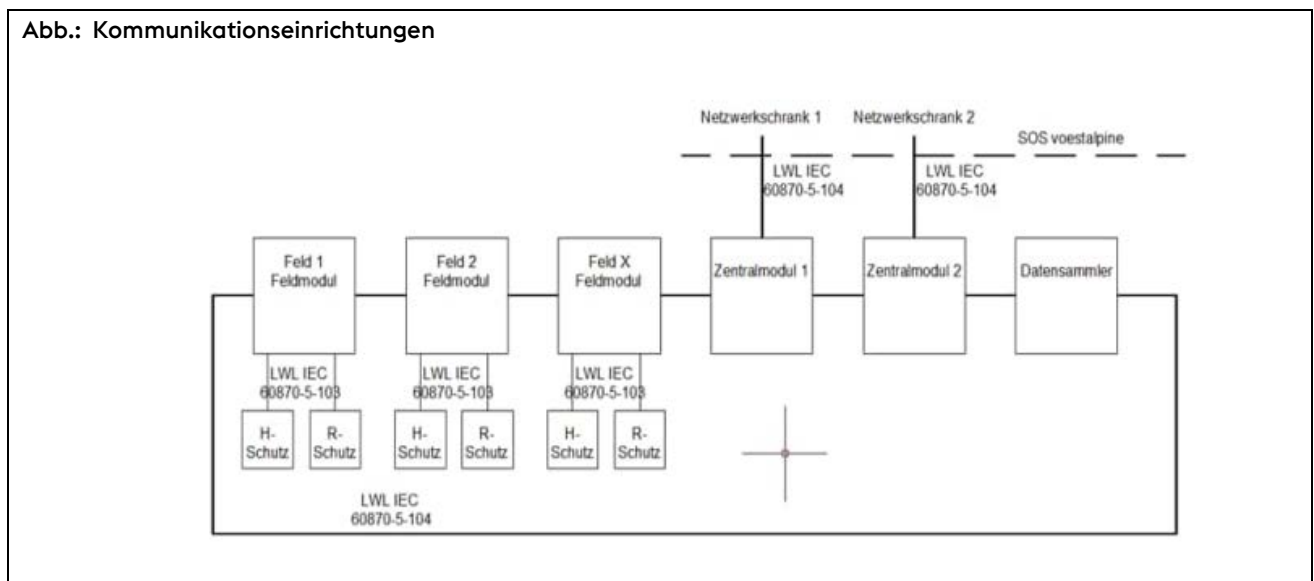 Abb.: Kommunikationseinrichtungen
Netzwerkschrank 1
Netzwerkschrank 2
SOS voestalpine
LWL IEC
60870-5-104
LWL IEC
60870-5-104
Feld 1
Feldmodul
Feld 2
Feldmodul
Feld X
Feldmodul
Zentralmodul 1
Zentralmodul 2
Datensammler
LWL IEC
60870-5-103
LWL IEC
60870-5-103
LWL IEC
60870-5-103
H-
Schutz
R-
Schutz
H-
Schutz
R-
Schutz
H-
Schutz
R-
Schutz
LWL IEC
60870-5-104